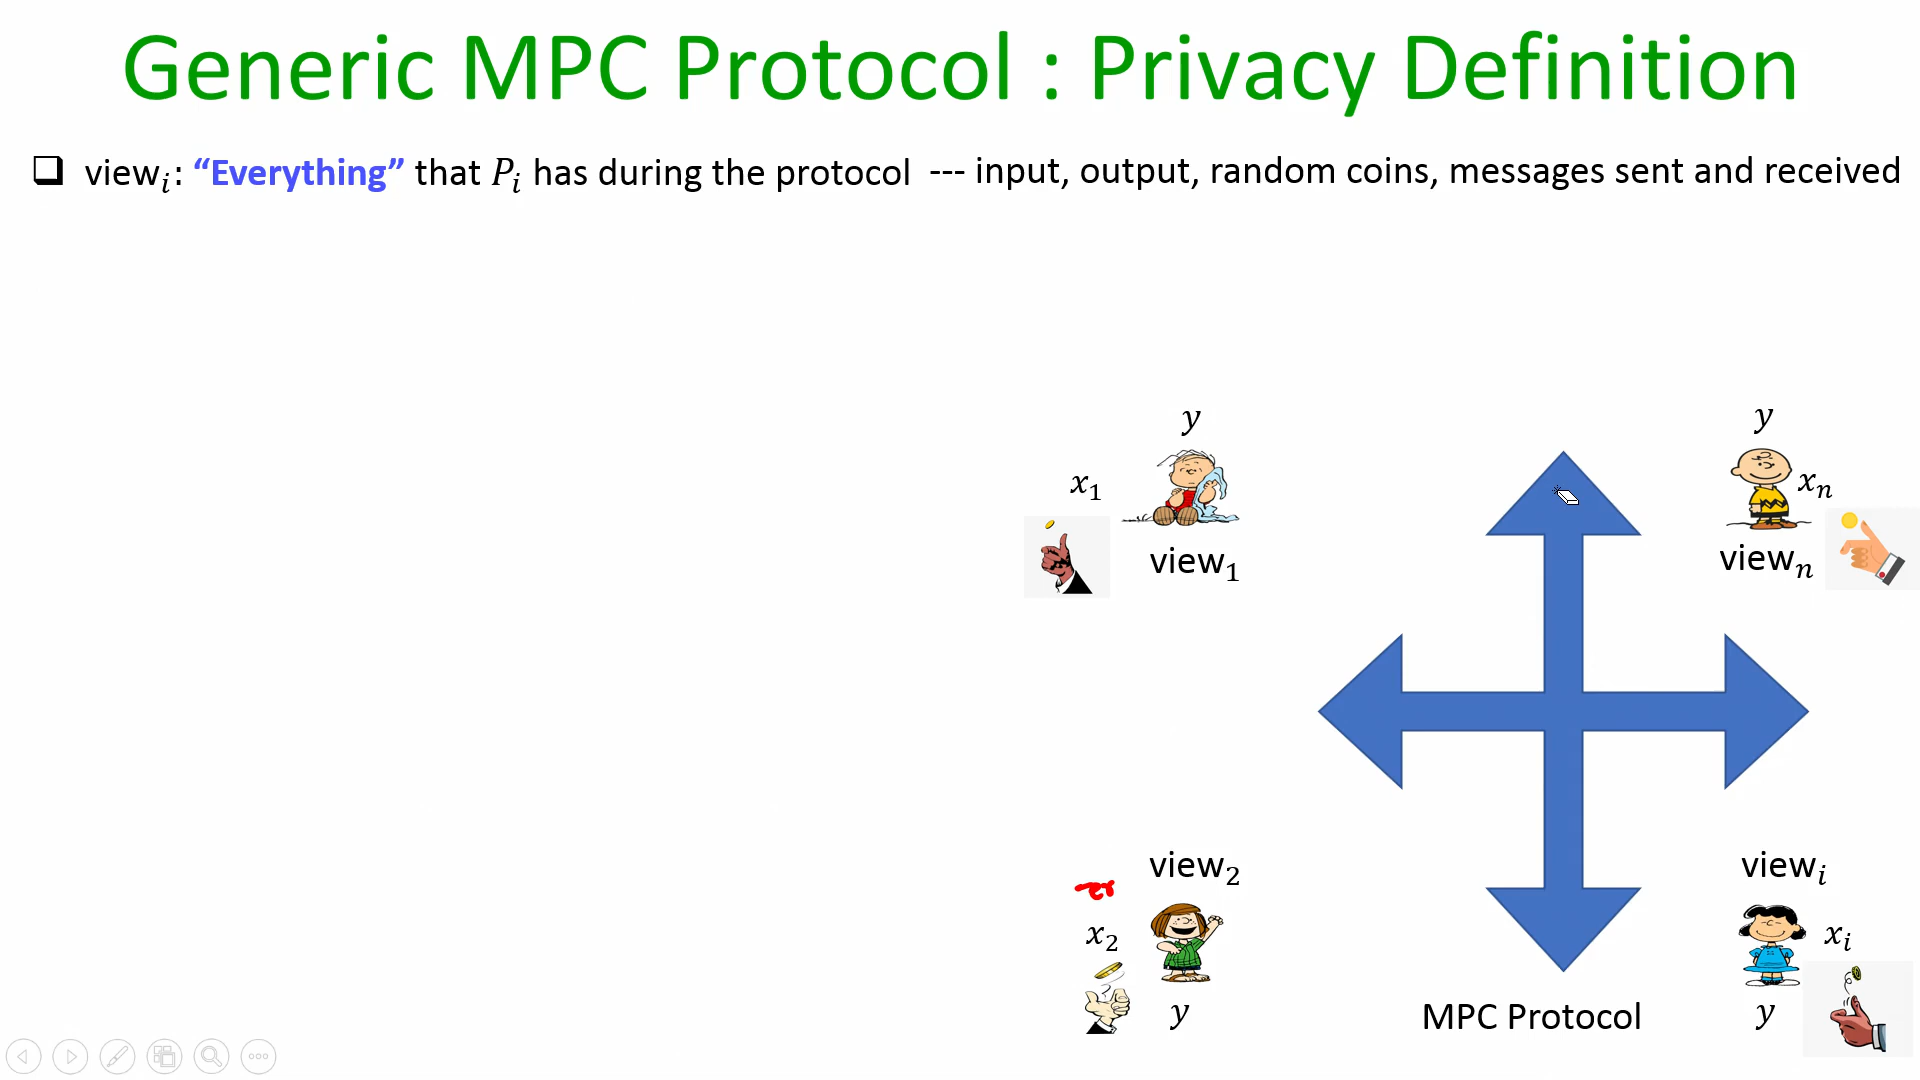 Generic MPC Protocol : Privacy Definition
❑ viewᵢ: “Everything” that 𝑃ᵢ has during the protocol --- input, output, random coins, messages sent and received
𝑦
𝑦
𝑥₁
𝑥ₙ
view₁
viewₙ
view₂
viewᵢ
𝑥₂
𝑥ᵢ
𝑦
MPC Protocol
𝑦